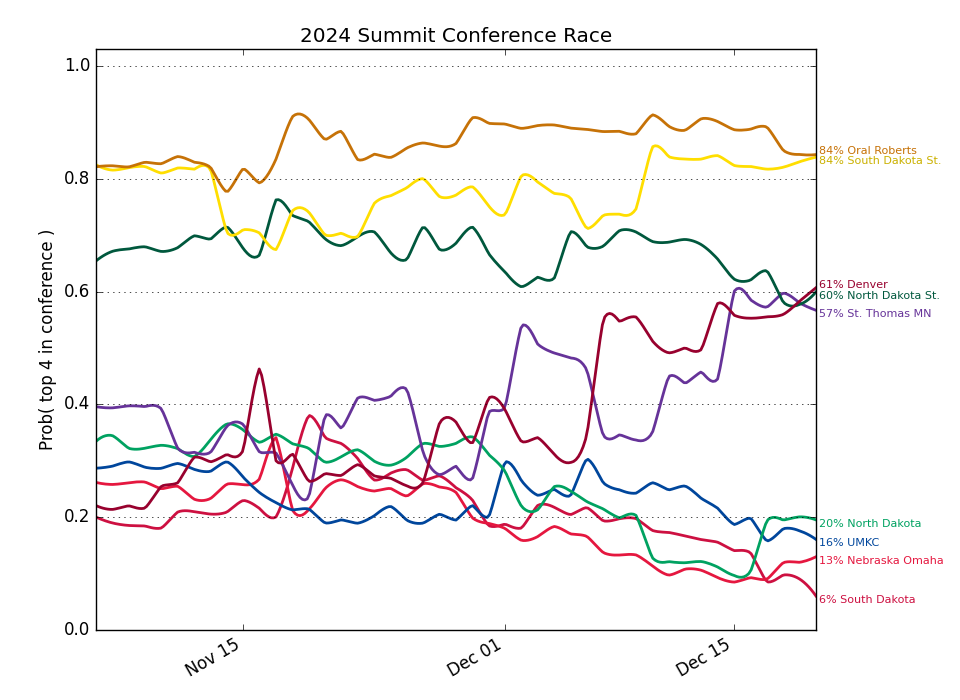 2024 Summit Conference Race
Prob( top 4 in conference )
1.0
0.8
0.6
0.4
0.2
0.0
Nov 15
Dec 01
Dec 15
84% Oral Roberts
84% South Dakota St.
61% Denver
60% North Dakota St.
57% St. Thomas MN
20% North Dakota
16% UMKC
13% Nebraska Omaha
6% South Dakota